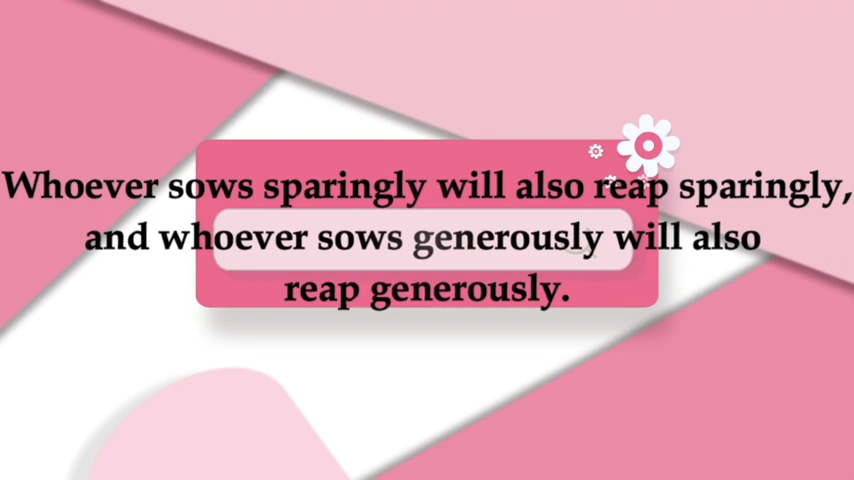 Whoever sows sparingly will also reap sparingly,
and whoever sows generously will also
reap generously.